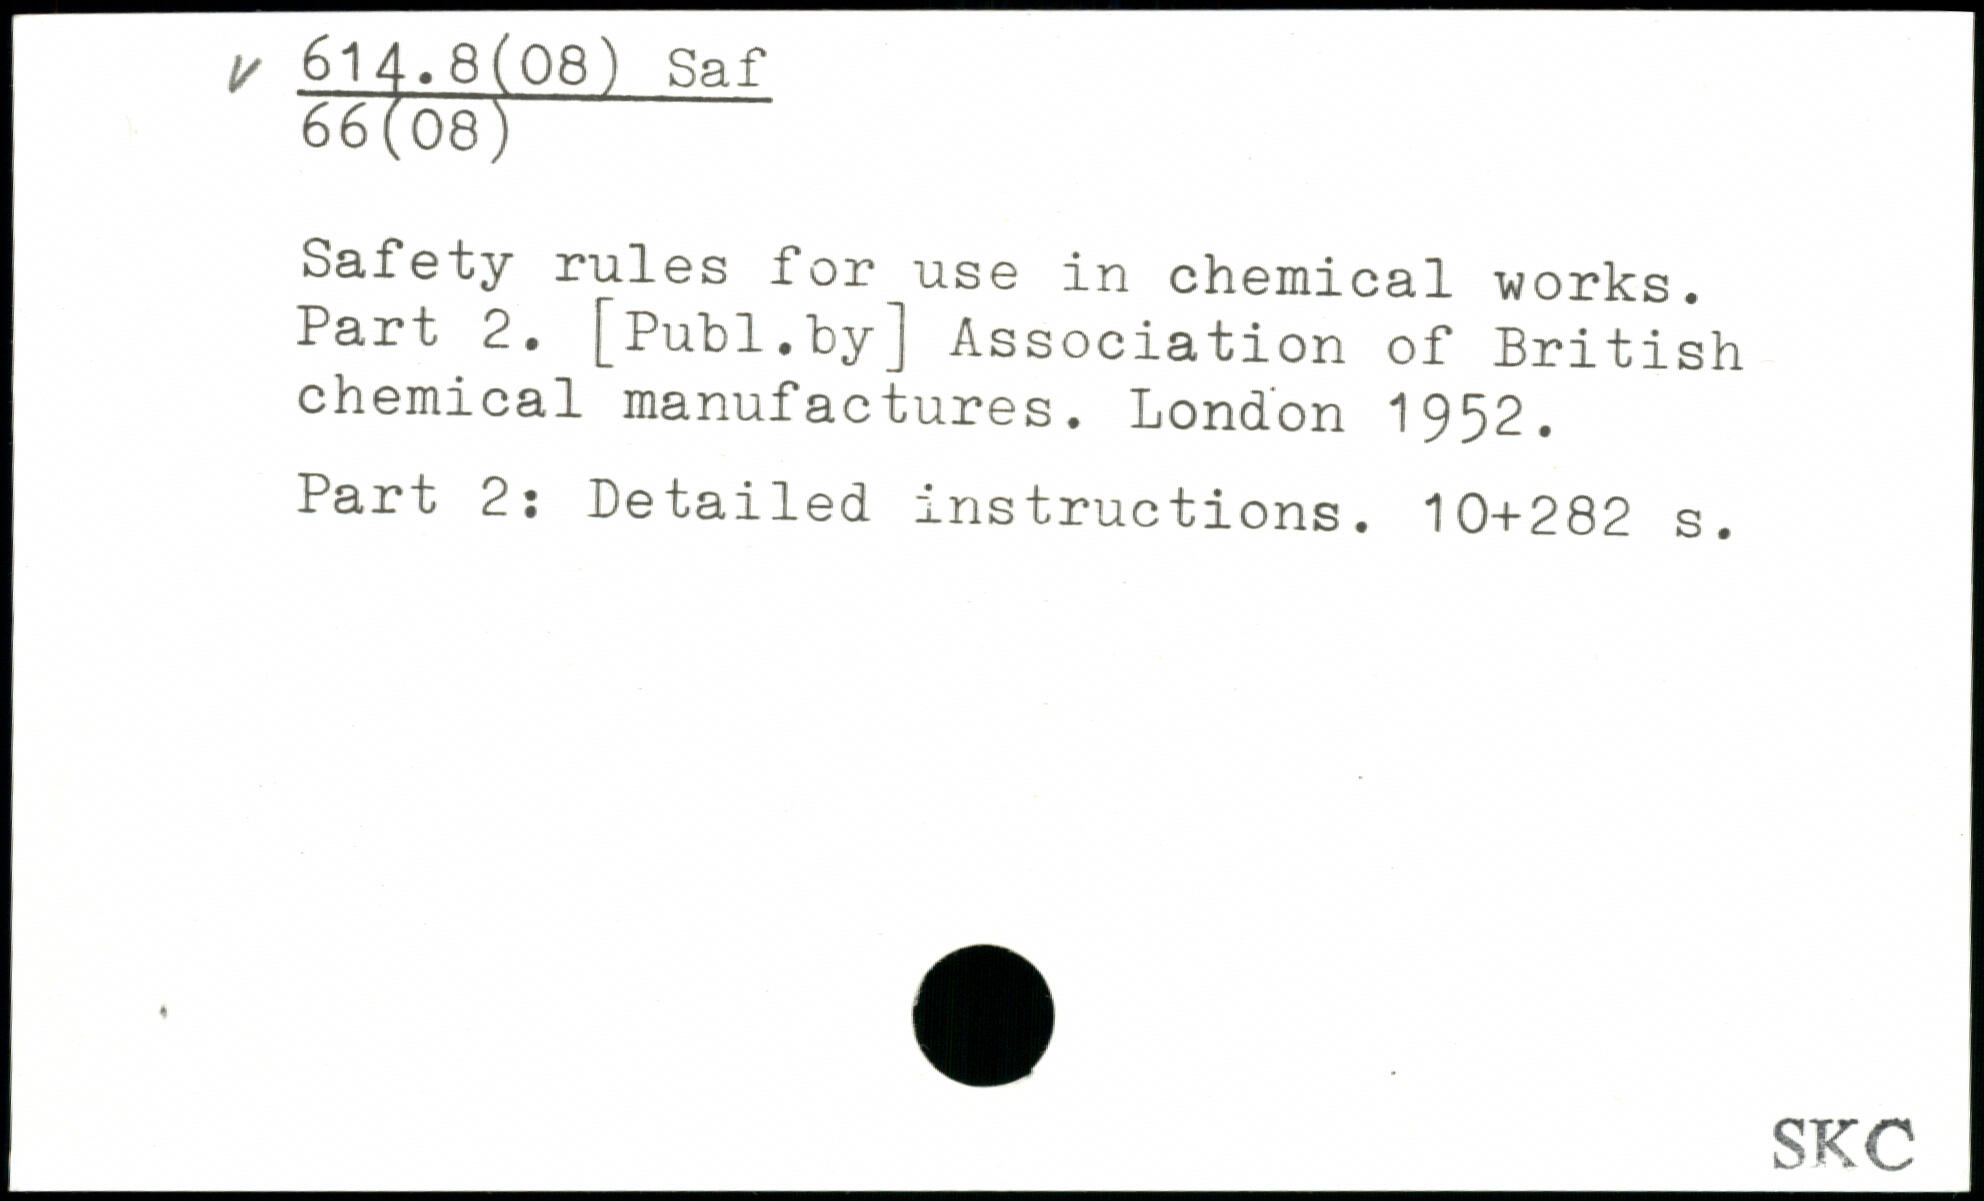 v 614.8(08) Saf
66(08)
Safety rules for use in chemical works.
Part 2. [Publ.by] Association of British
chemical manufactures. London 1952.
Part 2: Detailed instructions. 10+282 s.
SKC